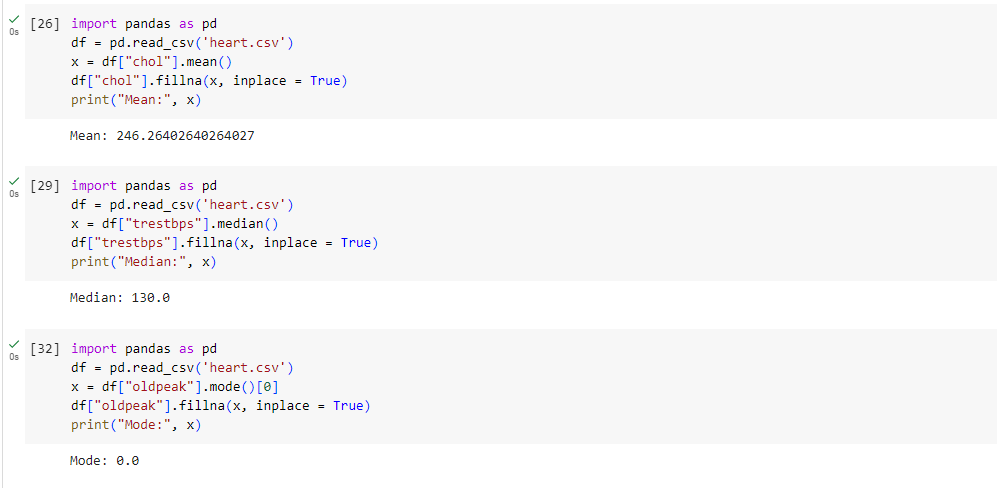 [26] import pandas as pd
df = pd.read_csv('heart.csv')
x = df["chol"].mean()
df["chol"].fillna(x, inplace = True)
print("Mean:", x)
0s
Mean: 246.26402640264027
[29] import pandas as pd
df = pd.read_csv('heart.csv')
x = df["trestbps"].median()
df["trestbps"].fillna(x, inplace = True)
print("Median:", x)
0s
Median: 130.0
[32] import pandas as pd
df = pd.read_csv('heart.csv')
x = df["oldpeak"].mode()[0]
df["oldpeak"].fillna(x, inplace = True)
print("Mode:", x)
0s
Mode: 0.0